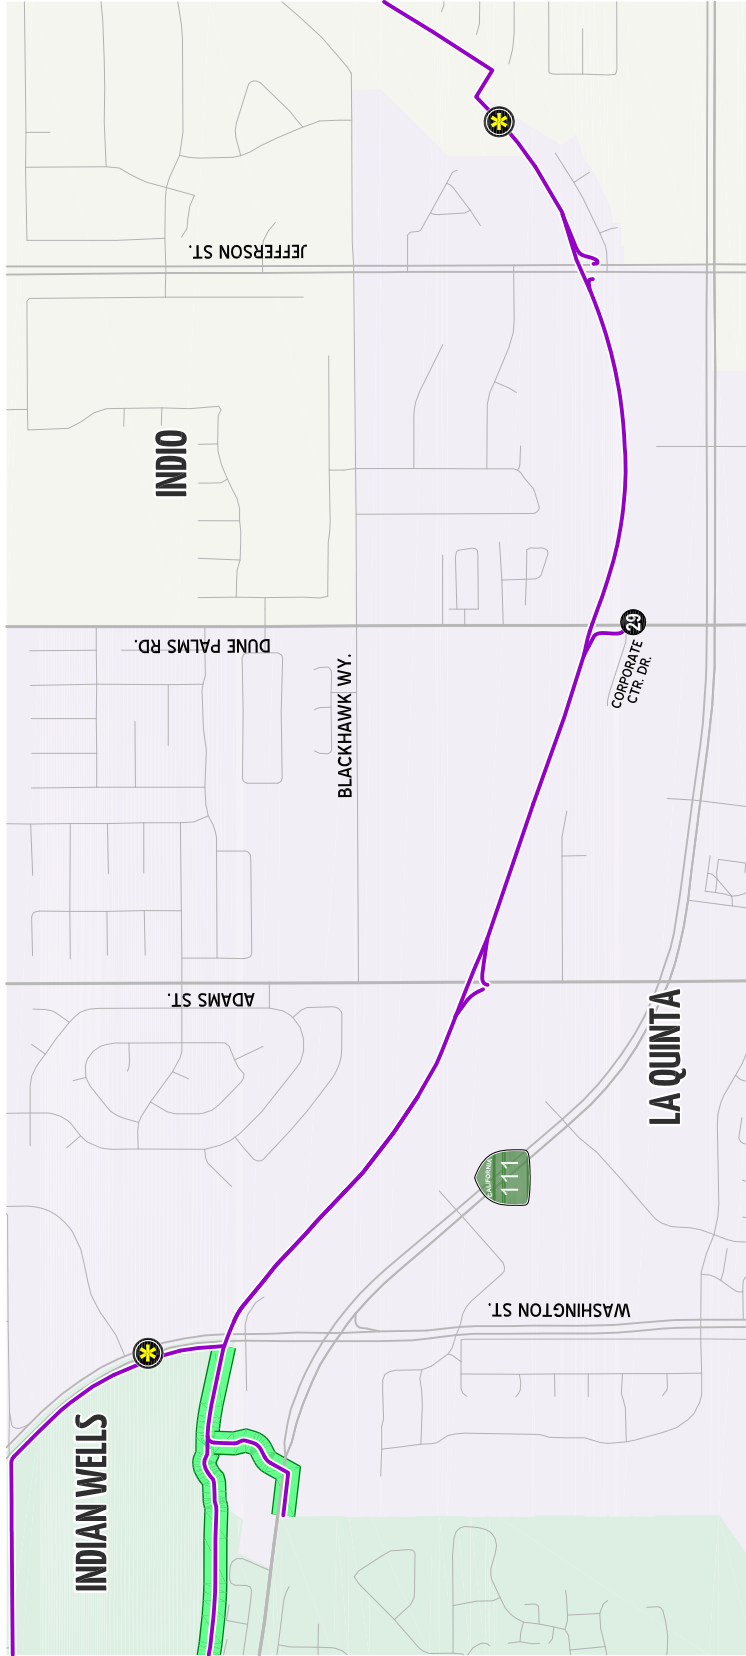 JEFFERSON ST.
INDIO
29
DUNE PALMS RD.
CORPORATE
CTR. DR.
BLACKHAWK WY.
ADAMS ST.
LA QUINTA
CALIFORNIA
111
WASHINGTON ST.
INDIAN WELLS